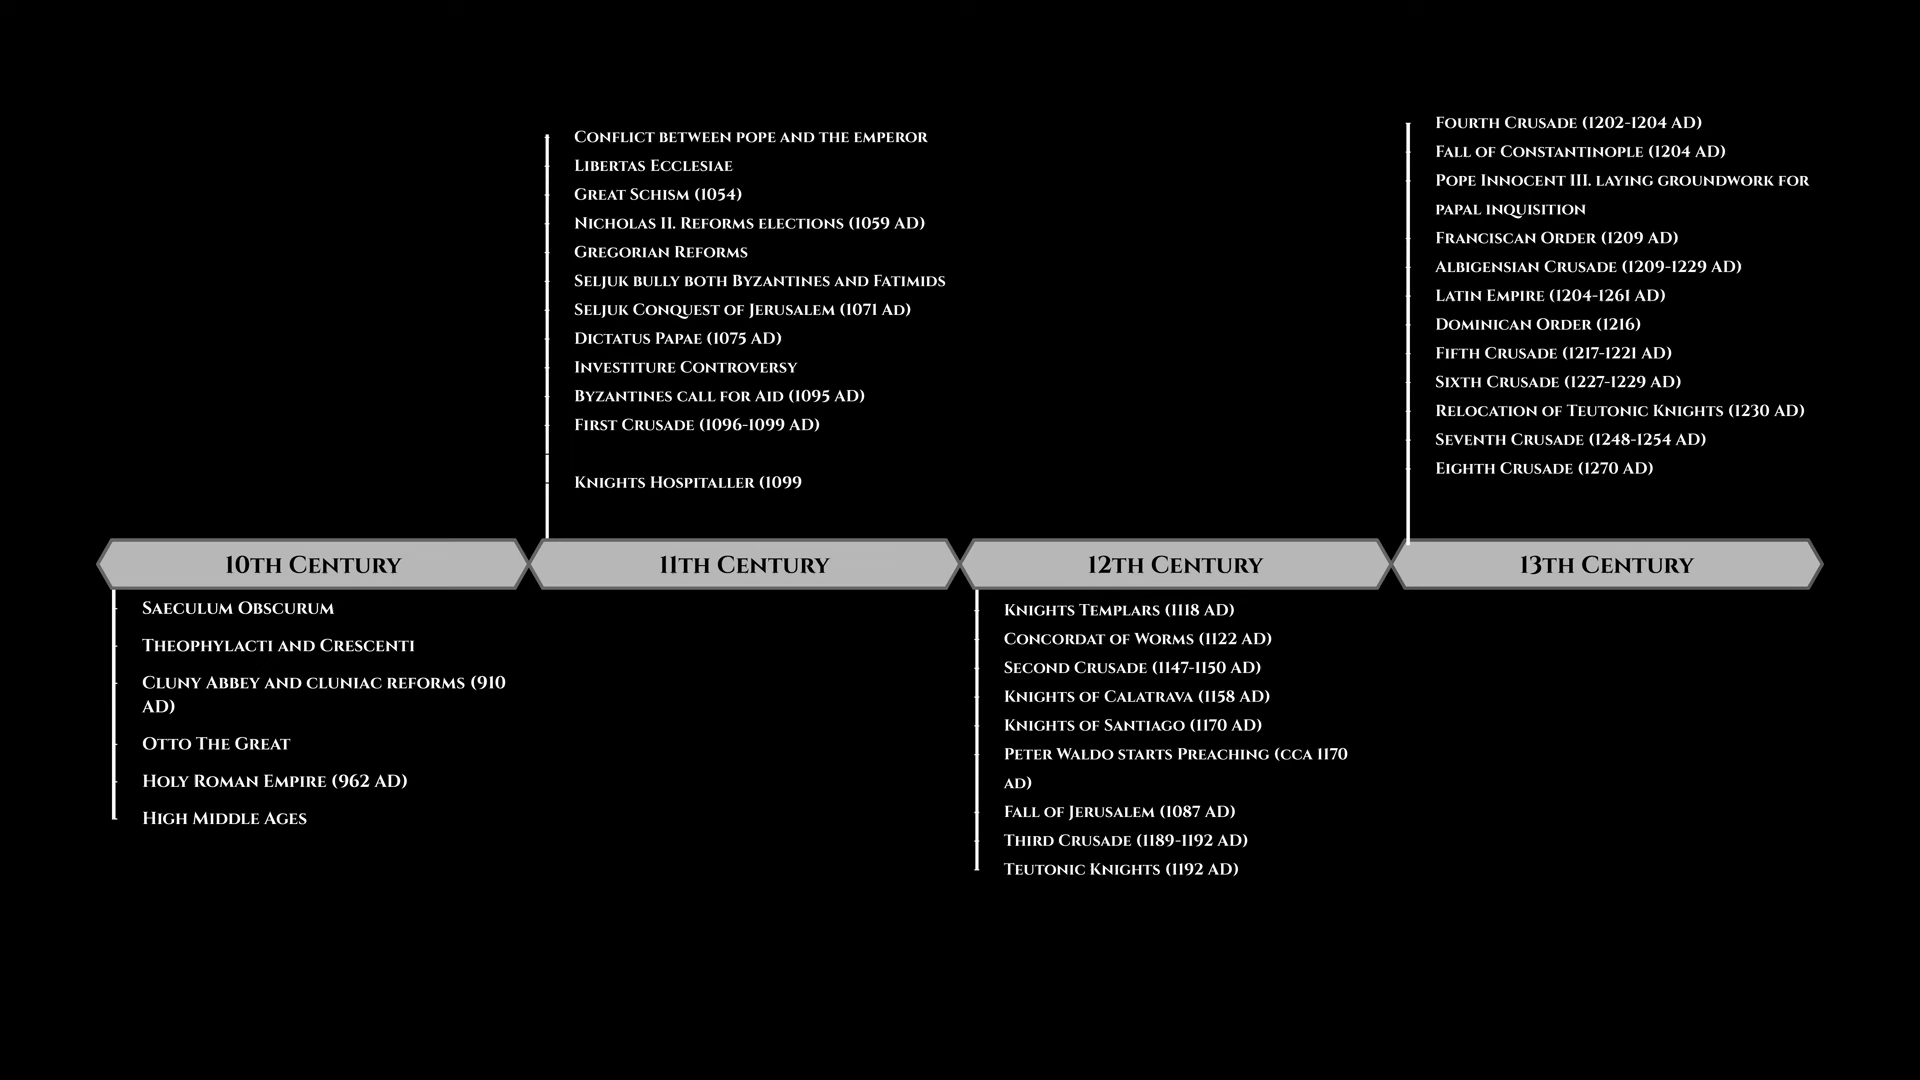 Conflict between pope and the emperor
Libertas Ecclesiae
Great Schism (1054)
Nicholas II. Reforms elections (1059 AD)
Gregorian Reforms
Seljuk bully both Byzantines and Fatimids
Seljuk Conquest of Jerusalem (1071 AD)
Dictatus Papae (1075 AD)
Investiture Controversy
Byzantines call for Aid (1095 AD)
First Crusade (1096-1099 AD)
Knights Hospitaller (1099
Fourth Crusade (1202-1204 AD)
Fall of Constantinople (1204 AD)
Pope Innocent III. laying groundwork for
papal inquisition
Franciscan Order (1209 AD)
Albigensian Crusade (1209-1229 AD)
Latin Empire (1204-1261 AD)
Dominican Order (1216)
Fifth Crusade (1217-1221 AD)
Sixth Crusade (1227-1229 AD)
Relocation of Teutonic Knights (1230 AD)
Seventh Crusade (1248-1254 AD)
Eighth Crusade (1270 AD)
10th Century
11th Century
12th Century
13th Century
Saeculum Obscurum
Theophylacti and Crescenti
Cluny Abbey and cluniac reforms (910
AD)
Otto The Great
Holy Roman Empire (962 AD)
High Middle Ages
Knights Templars (1118 AD)
Concordat of Worms (1122 AD)
Second Crusade (1147-1150 AD)
Knights of Calatrava (1158 AD)
Knights of Santiago (1170 AD)
Peter Waldo starts Preaching (cca 1170
AD)
Fall of Jerusalem (1087 AD)
Third Crusade (1189-1192 AD)
Teutonic Knights (1192 AD)